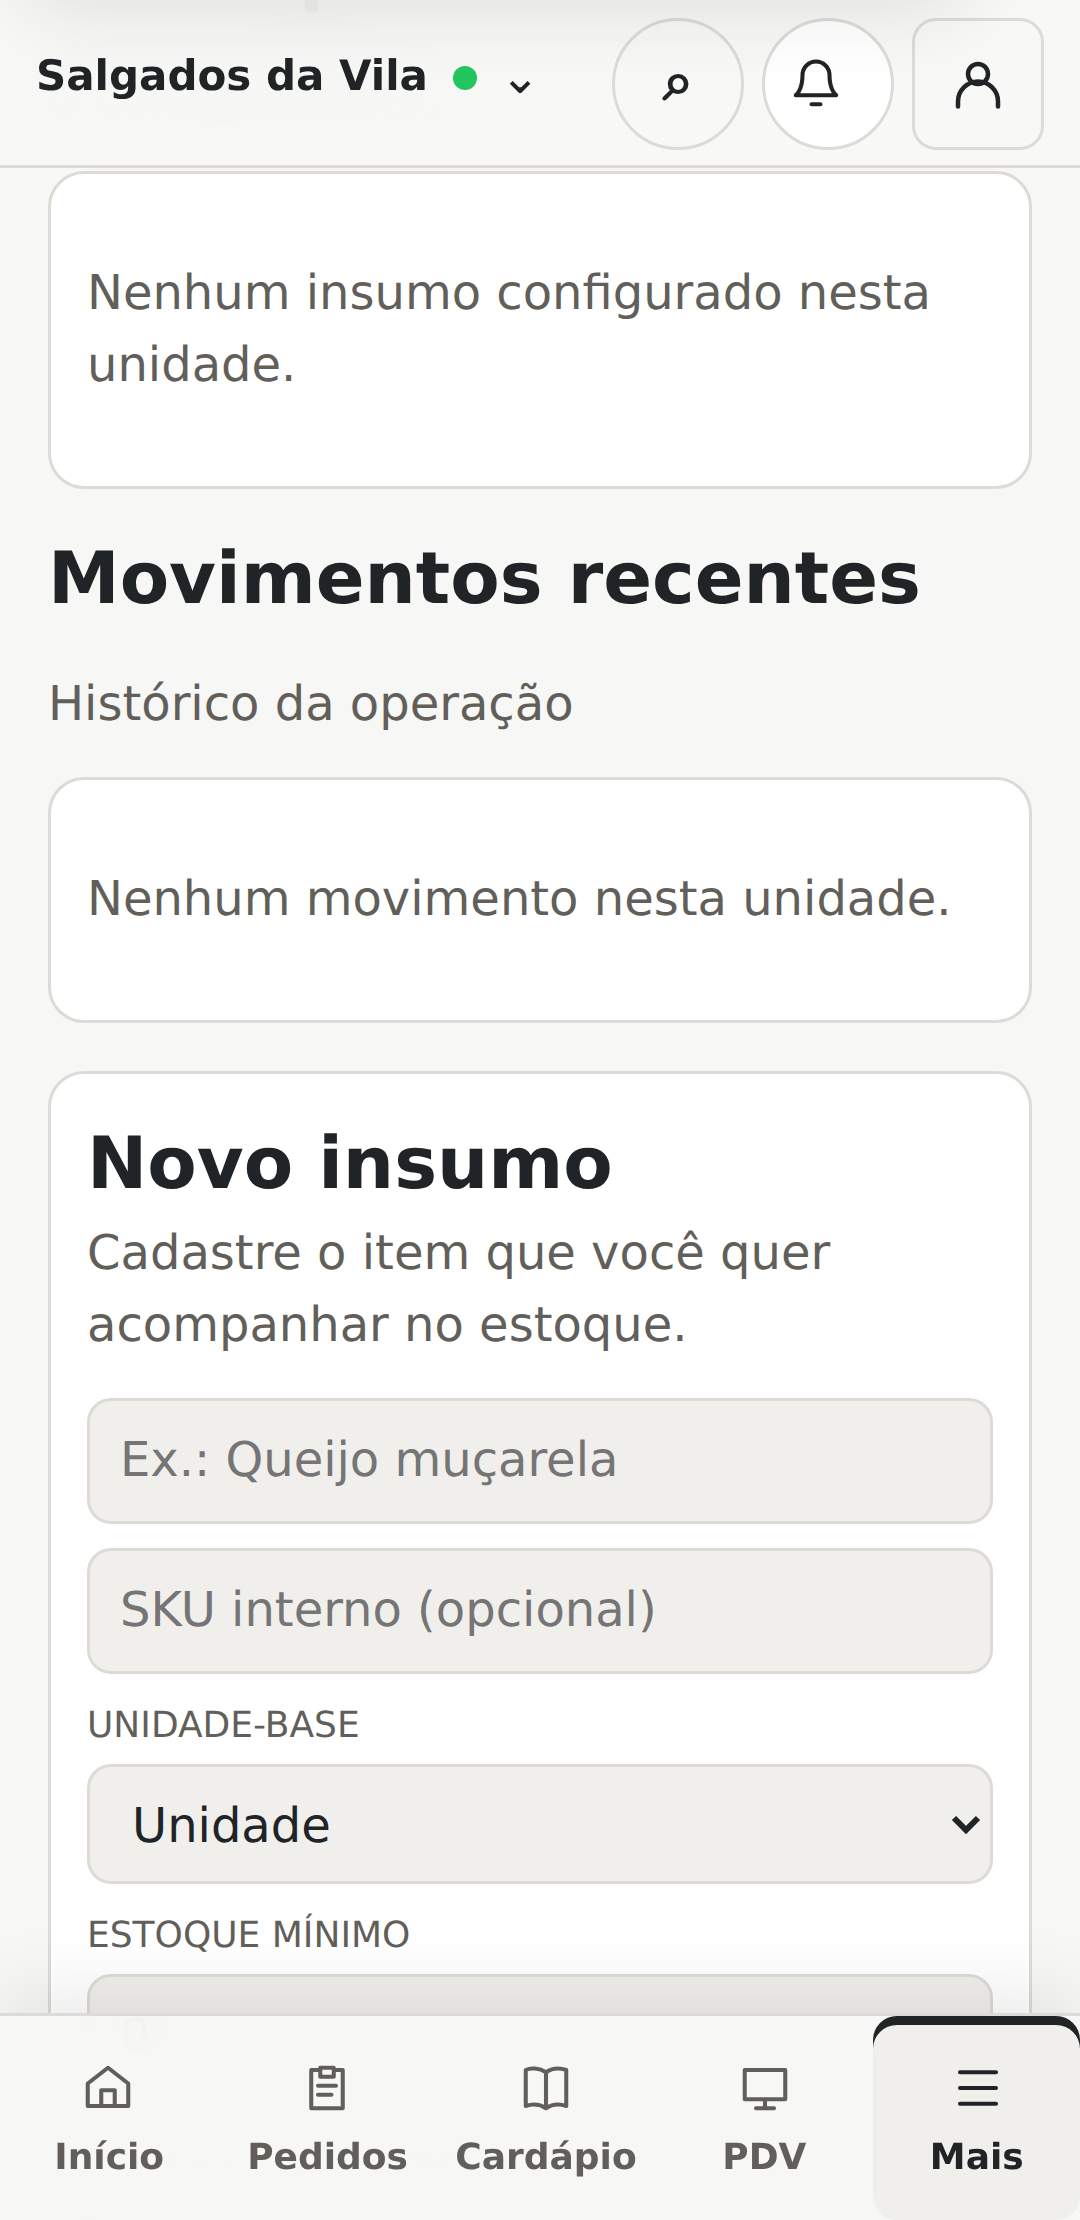 Salgados da Vila
Nenhum insumo configurado nesta
unidade.
Movimentos recentes
Histórico da operação
Nenhum movimento nesta unidade.
Novo insumo
Cadastre o item que você quer
acompanhar no estoque.
Ex.: Queijo muçarela
SKU interno (opcional)
UNIDADE-BASE
Unidade
ESTOQUE MÍNIMO
Início
Pedidos
Cardápio
PDV
Mais